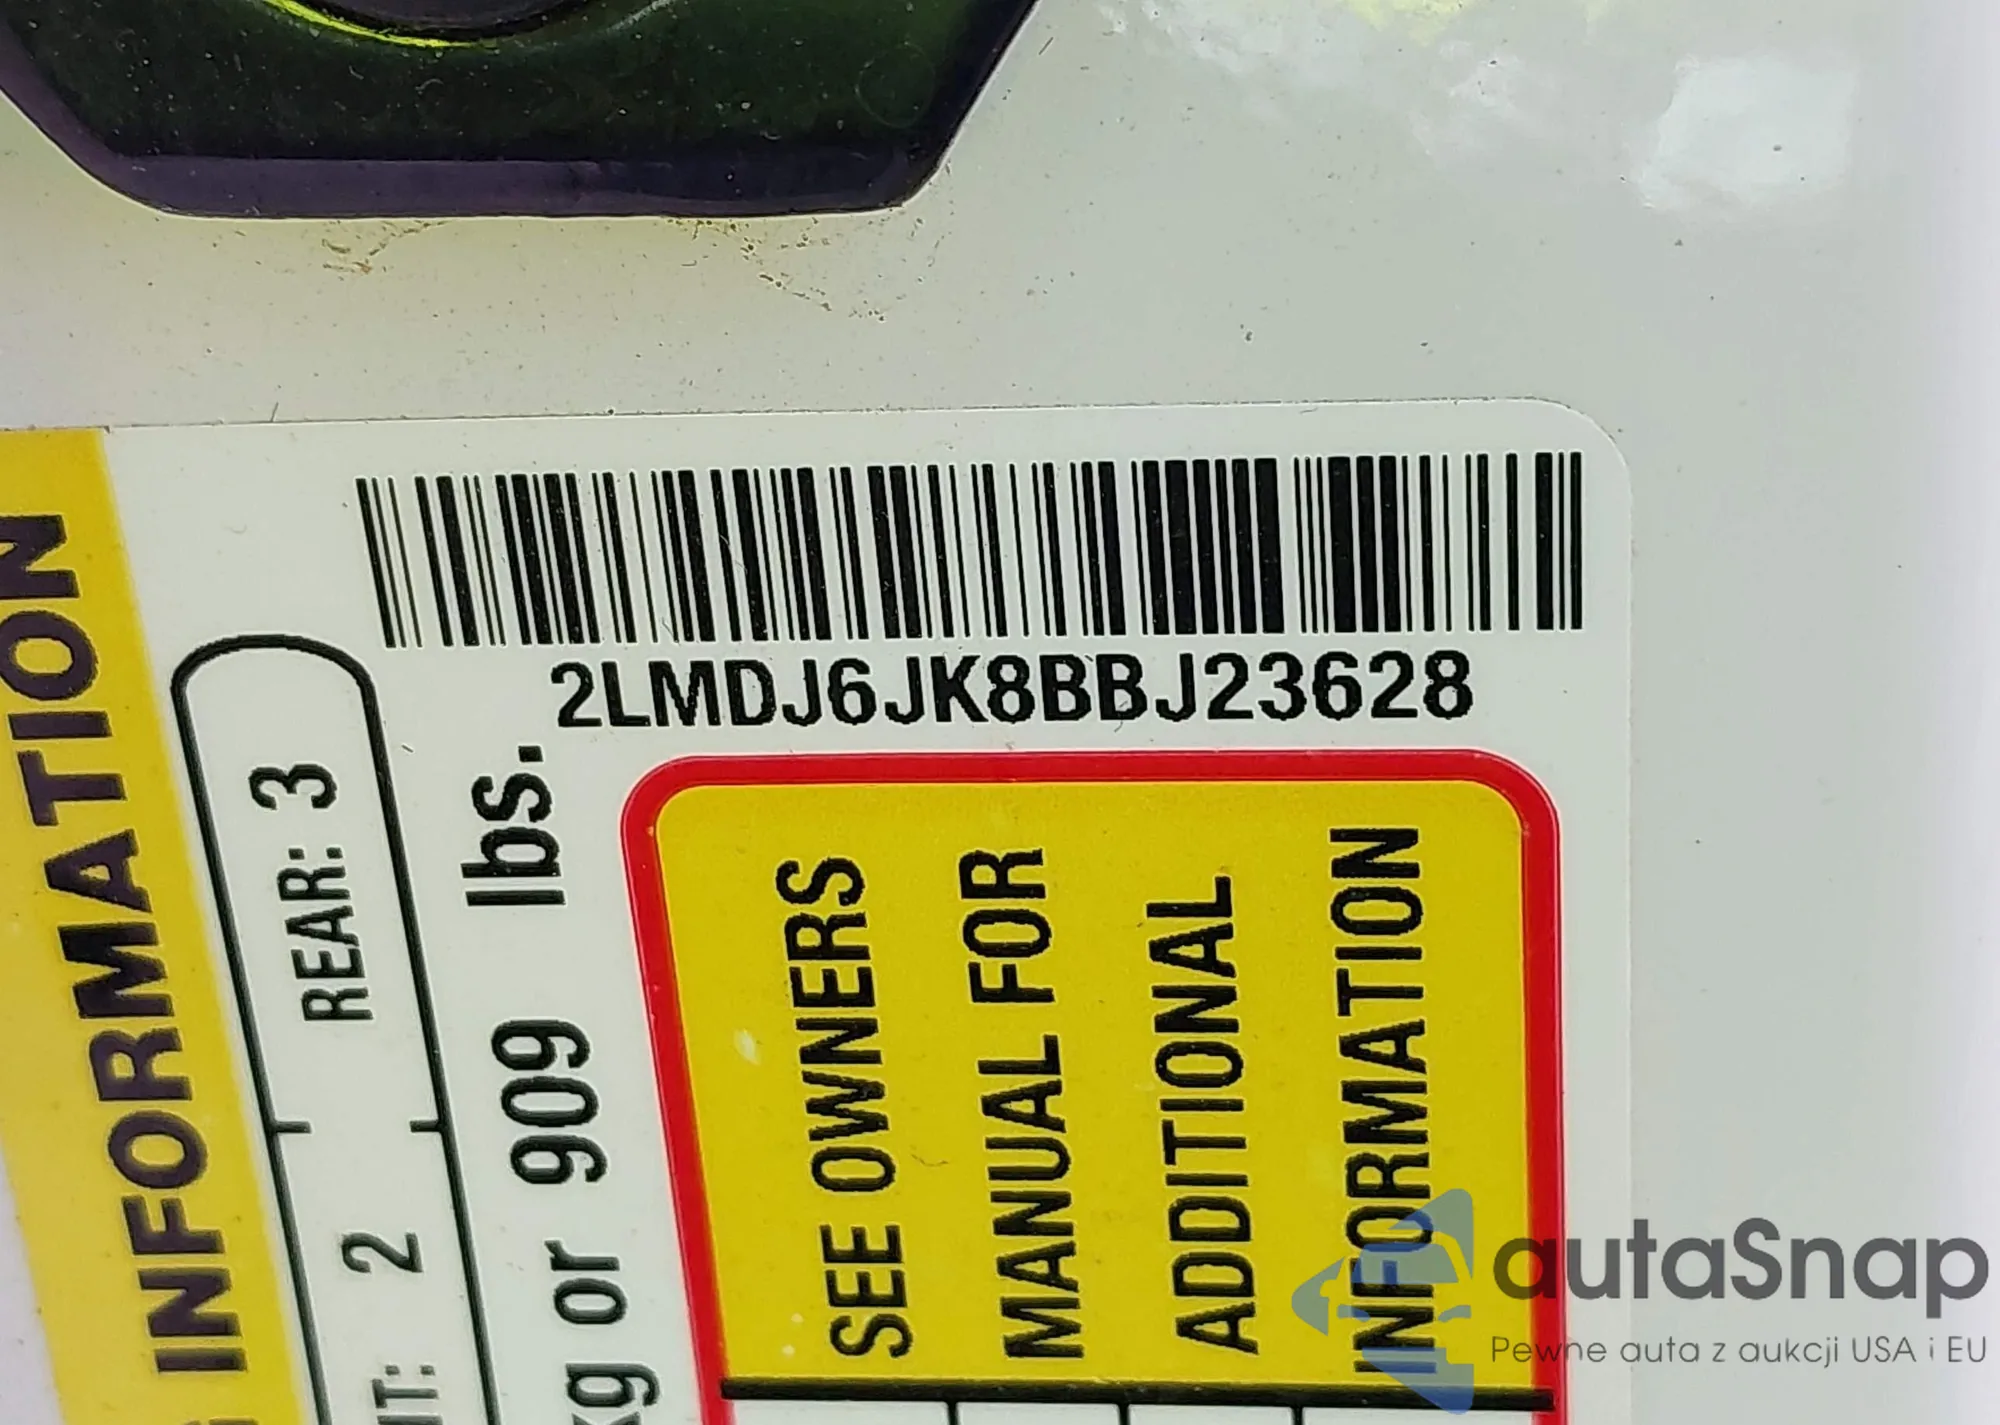 2LMDJ6JK8BBJ23628
INFORMATION
REAR: 3
2
lbs.
or 909
kg
SEE OWNERS
MANUAL FOR
ADDITIONAL
INFORMATION
autaSnap
Pewne auta z aukcji USA i EU